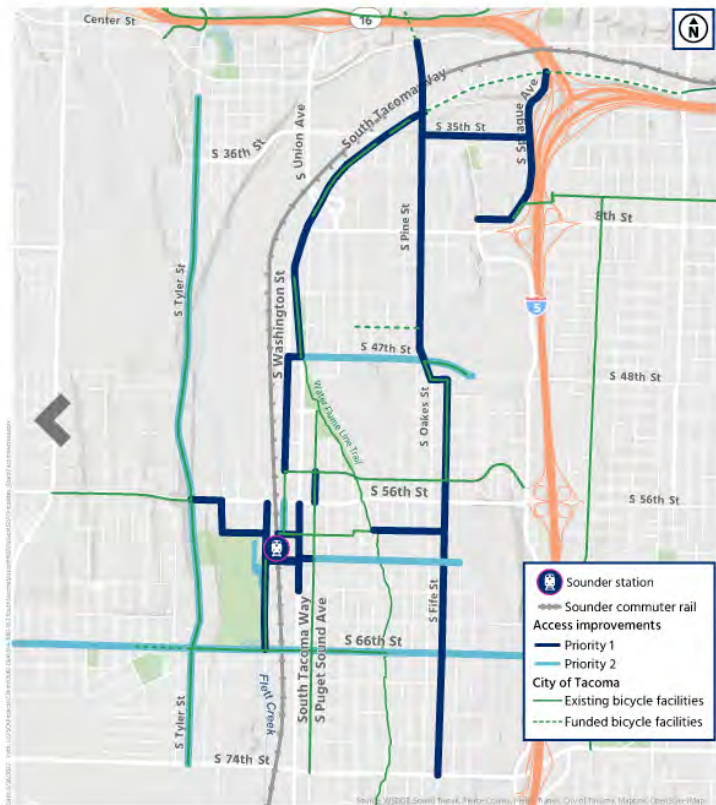 Center St
16
N
South Tacoma Way
S Union Ave
S 35th St
S Sprague Ave
S 36th St
S Pine St
8th St
S Tyler St
S Washington St
5
S 47th St
S 48th St
Water Flume Line Trail
S Oakes St
S 56th St
S 56th St
Sounder station
Sounder commuter rail
Access improvements
Priority 1
Priority 2
City of Tacoma
Existing bicycle facilities
Funded bicycle facilities
S Fife St
South Tacoma Way
S Puget Sound Ave
S 66th St
Flett Creek
S Tyler St
S 74th St